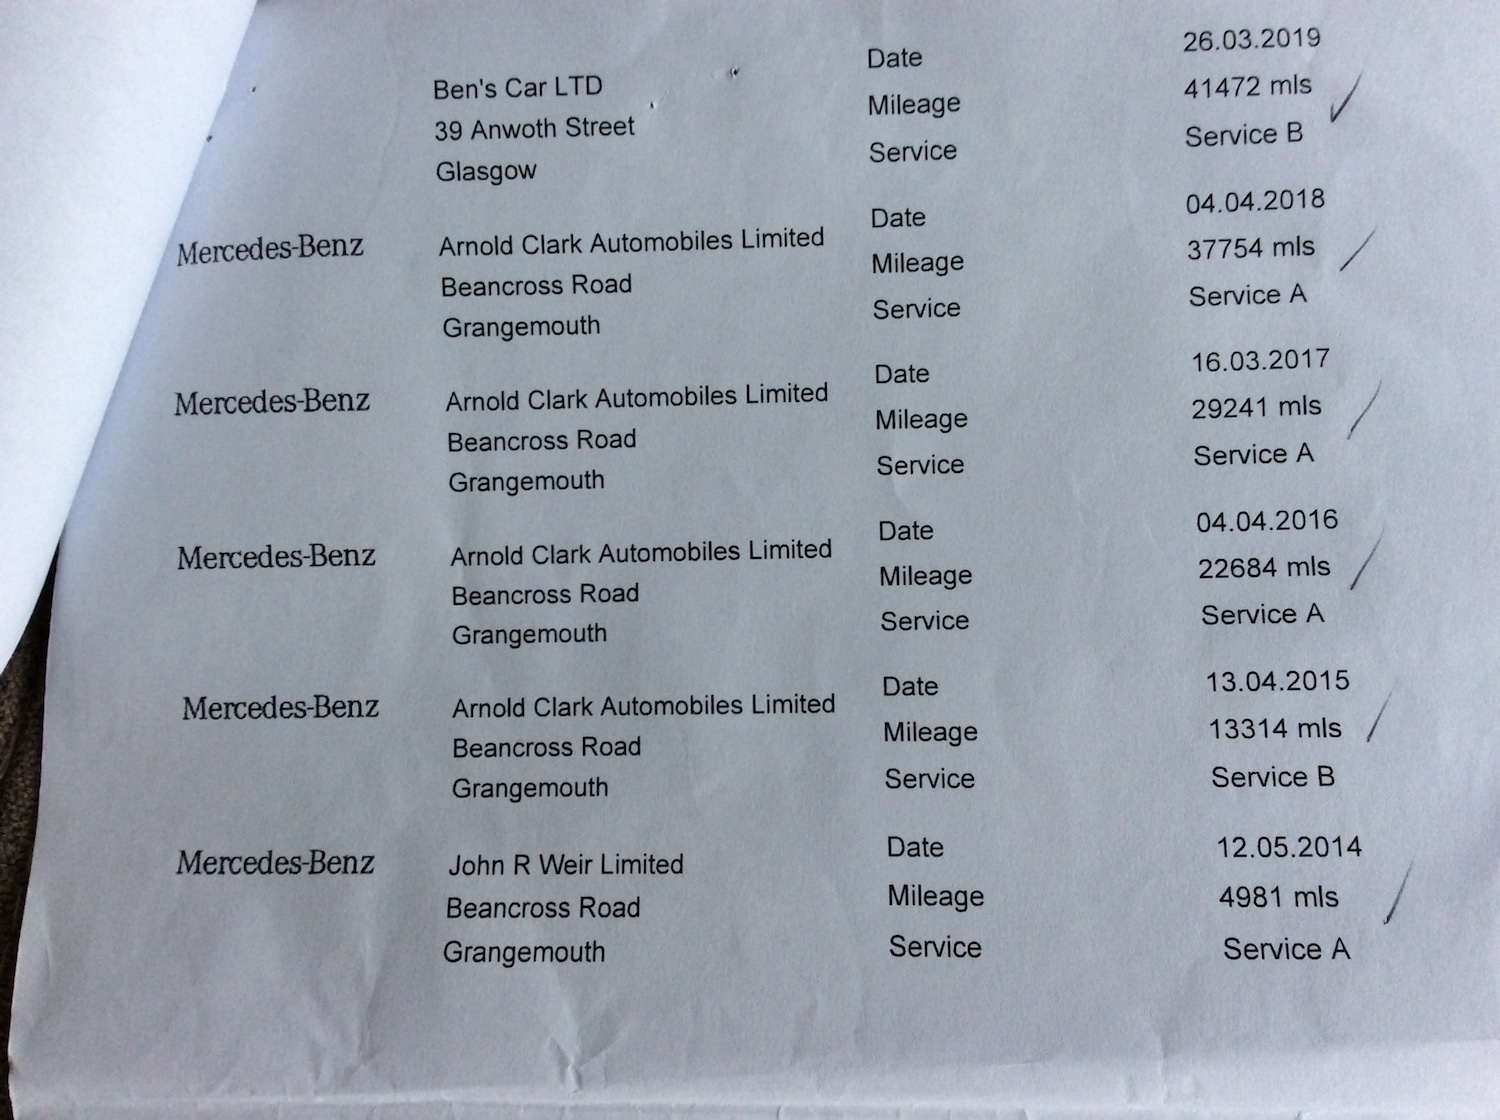 Ben's Car LTD Date 26.03.2019
39 Anwoth Street Mileage 41472 mls
Glasgow Service Service B
Mercedes-Benz Arnold Clark Automobiles Limited Date 04.04.2018
Beancross Road Mileage 37754 mls
Grangemouth Service Service A
Mercedes-Benz Arnold Clark Automobiles Limited Date 16.03.2017
Beancross Road Mileage 29241 mls
Grangemouth Service Service A
Mercedes-Benz Arnold Clark Automobiles Limited Date 04.04.2016
Beancross Road Mileage 22684 mls
Grangemouth Service Service A
Mercedes-Benz Arnold Clark Automobiles Limited Date 13.04.2015
Beancross Road Mileage 13314 mls
Grangemouth Service Service B
Mercedes-Benz John R Weir Limited Date 12.05.2014
Beancross Road Mileage 4981 mls
Grangemouth Service Service A